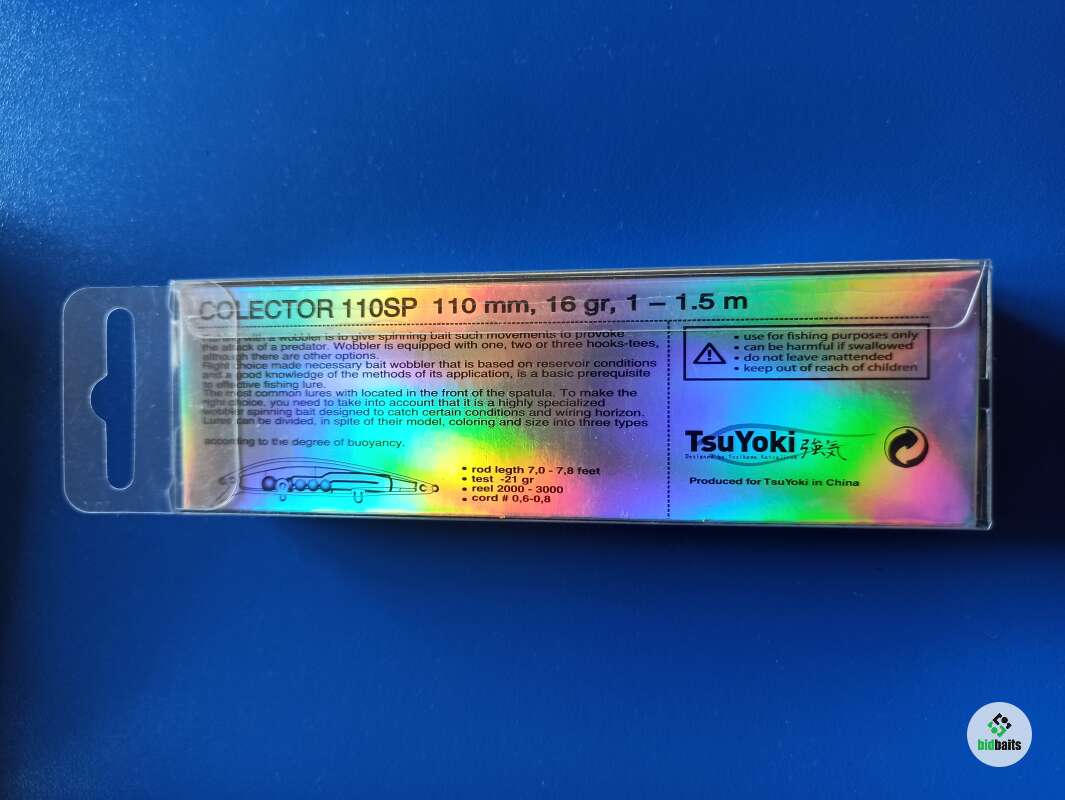 COLECTOR 110SP 110 mm, 16 gr, 1 – 1.5 m
wobbler is to give spinning bait such movements to provoke
the attack of a predator. Wobbler is equipped with one, two or three hooks-tees,
although there are other options.
Right choice made necessary bait wobbler that is based on reservoir conditions
and a good knowledge of the methods of its application, is a basic prerequisite
to effective fishing lure.
The most common lures with located in the front of the spatula. To make the
right choice, you need to take into account that it is a highly specialized
wobbler spinning bait designed to catch certain conditions and wiring horizon.
Lures can be divided, in spite of their model, coloring and size into three types
according to the degree of buoyancy.
• rod legth 7,0 - 7,8 feet
• test -21 gr
• reel 2000 - 3000
• cord # 0,6-0,8
• use for fishing purposes only
• can be harmful if swallowed
• do not leave anattended
• keep out of reach of children
TsuYoki 強気
Designed by
Produced for TsuYoki in China
bidbaits